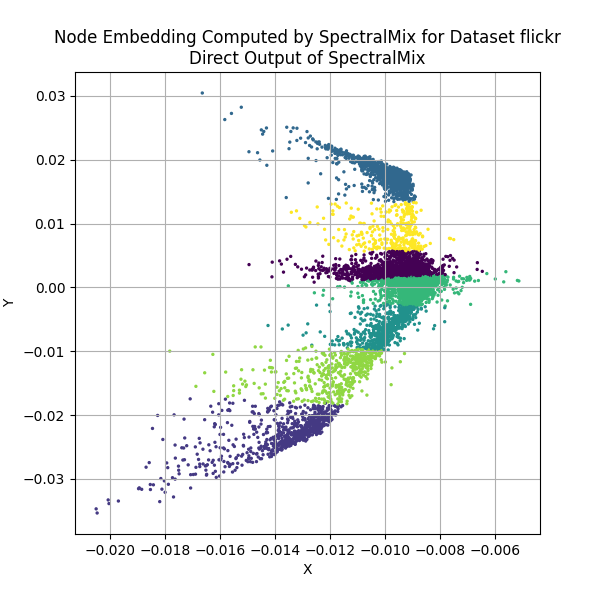 Node Embedding Computed by SpectralMix for Dataset flickr
Direct Output of SpectralMix
0.03
0.02
0.01
0.00
−0.01
−0.02
−0.03
Y
−0.020 −0.018 −0.016 −0.014 −0.012 −0.010 −0.008 −0.006
X